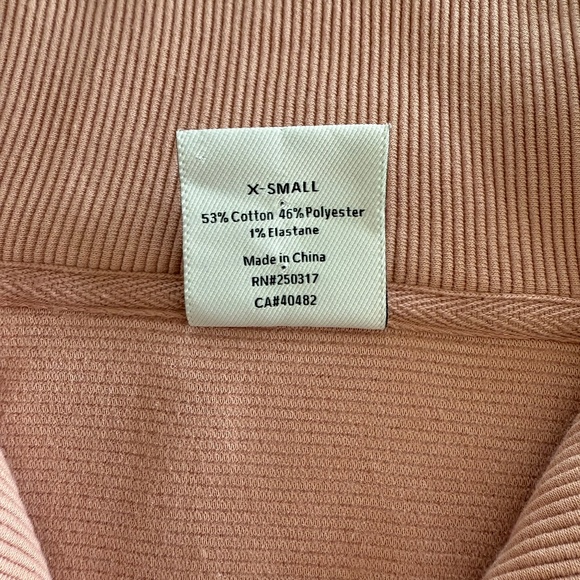 X-SMALL
53% Cotton 46% Polyester
1% Elastane
Made in China
RN#250317
CA#40482